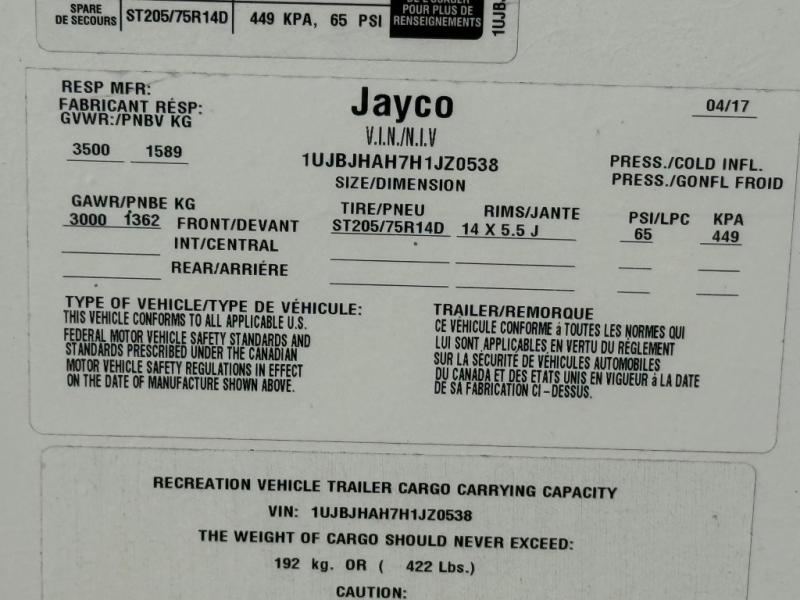 SPARE
DE SECOURS
ST205/75R14D
449 KPA, 65 PSI
POUR PLUS DE
RENSEIGNEMENTS
1UJB
RESP MFR:
FABRICANT RÉSP:
GVWR:/PNBV KG
3500 1589
Jayco
V.I.N./N.I.V
1UJBJHAH7H1JZ0538
SIZE/DIMENSION
04/17
PRESS./COLD INFL.
PRESS./GONFL FROID
GAWR/PNBE KG TIRE/PNEU RIMS/JANTE PSI/LPC KPA
3000 1362 FRONT/DEVANT ST205/75R14D 14 X 5.5 J 65 449
INT/CENTRAL
REAR/ARRIÉRE
TYPE OF VEHICLE/TYPE DE VÉHICULE:
THIS VEHICLE CONFORMS TO ALL APPLICABLE U.S.
FEDERAL MOTOR VEHICLE SAFETY STANDARDS AND
STANDARDS PRESCRIBED UNDER THE CANADIAN
MOTOR VEHICLE SAFETY REGULATIONS IN EFFECT
ON THE DATE OF MANUFACTURE SHOWN ABOVE.
TRAILER/REMORQUE
CE VÉHICULE CONFORME à TOUTES LES NORMES QUI
LUI SONT APPLICABLES EN VERTU DU RÉGLEMENT
SUR LA SÉCURITÉ DE VÉHICULES AUTOMOBILES
DU CANADA ET DES ETATS UNIS EN VIGUEUR à LA DATE
DE SA FABRICATION CI-DESSUS.
RECREATION VEHICLE TRAILER CARGO CARRYING CAPACITY
VIN: 1UJBJHAH7H1JZ0538
THE WEIGHT OF CARGO SHOULD NEVER EXCEED:
192 kg. OR ( 422 Lbs.)
CAUTION: